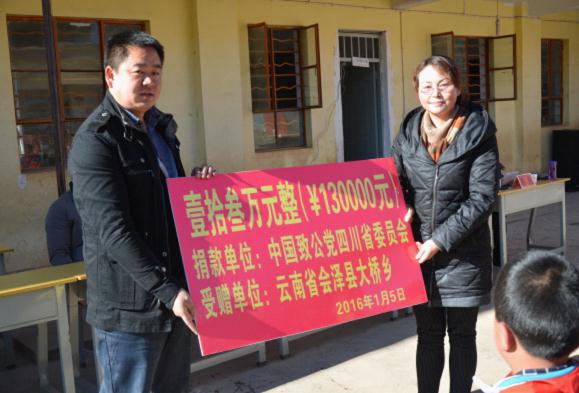 壹拾叁万元整(￥130000元)
捐款单位：中国致公党四川省委员会
受赠单位：云南省会泽县大桥乡
2016年1月5日